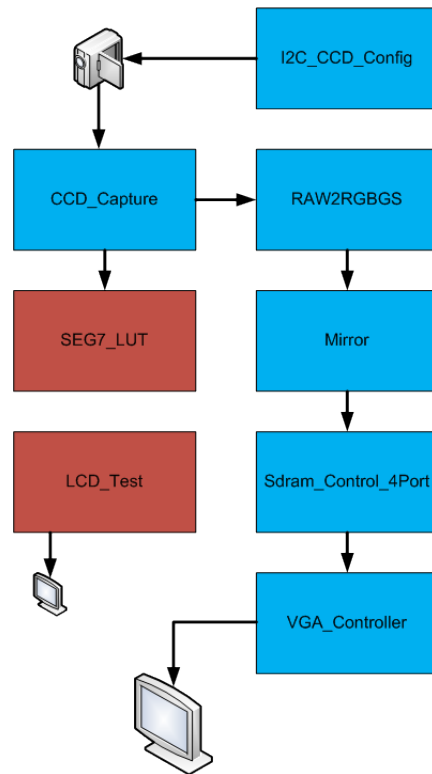 I2C_CCD_Config
CCD_Capture
RAW2RGBGS
SEG7_LUT
Mirror
LCD_Test
Sdram_Control_4Port
VGA_Controller